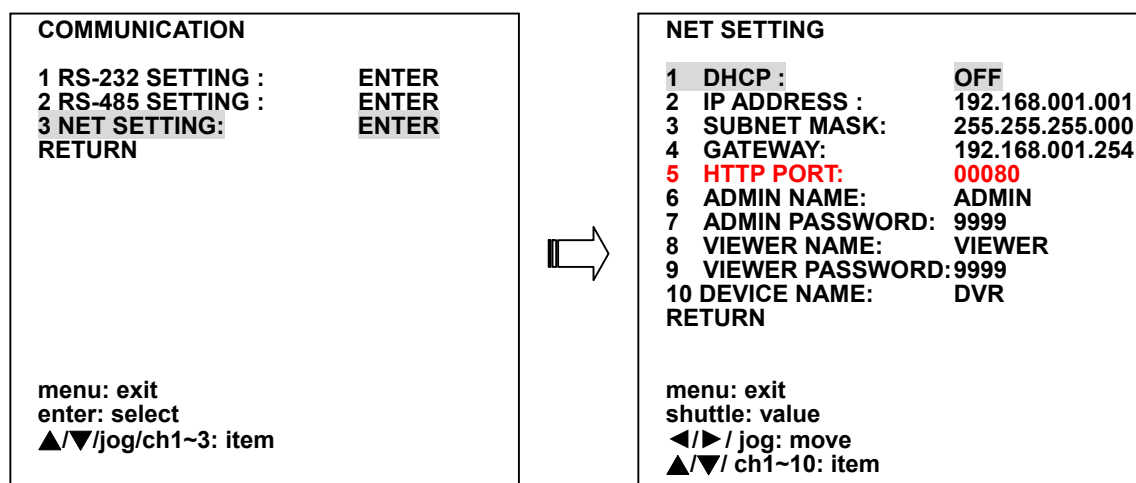 COMMUNICATION
1 RS-232 SETTING : ENTER
2 RS-485 SETTING : ENTER
3 NET SETTING: ENTER
RETURN
menu: exit
enter: select
▲/▼/jog/ch1~3: item
NET SETTING
1 DHCP : OFF
2 IP ADDRESS : 192.168.001.001
3 SUBNET MASK: 255.255.255.000
4 GATEWAY: 192.168.001.254
5 HTTP PORT: 00080
6 ADMIN NAME: ADMIN
7 ADMIN PASSWORD: 9999
8 VIEWER NAME: VIEWER
9 VIEWER PASSWORD: 9999
10 DEVICE NAME: DVR
RETURN
menu: exit
shuttle: value
◀/▶ / jog: move
▲/▼/ ch1~10: item